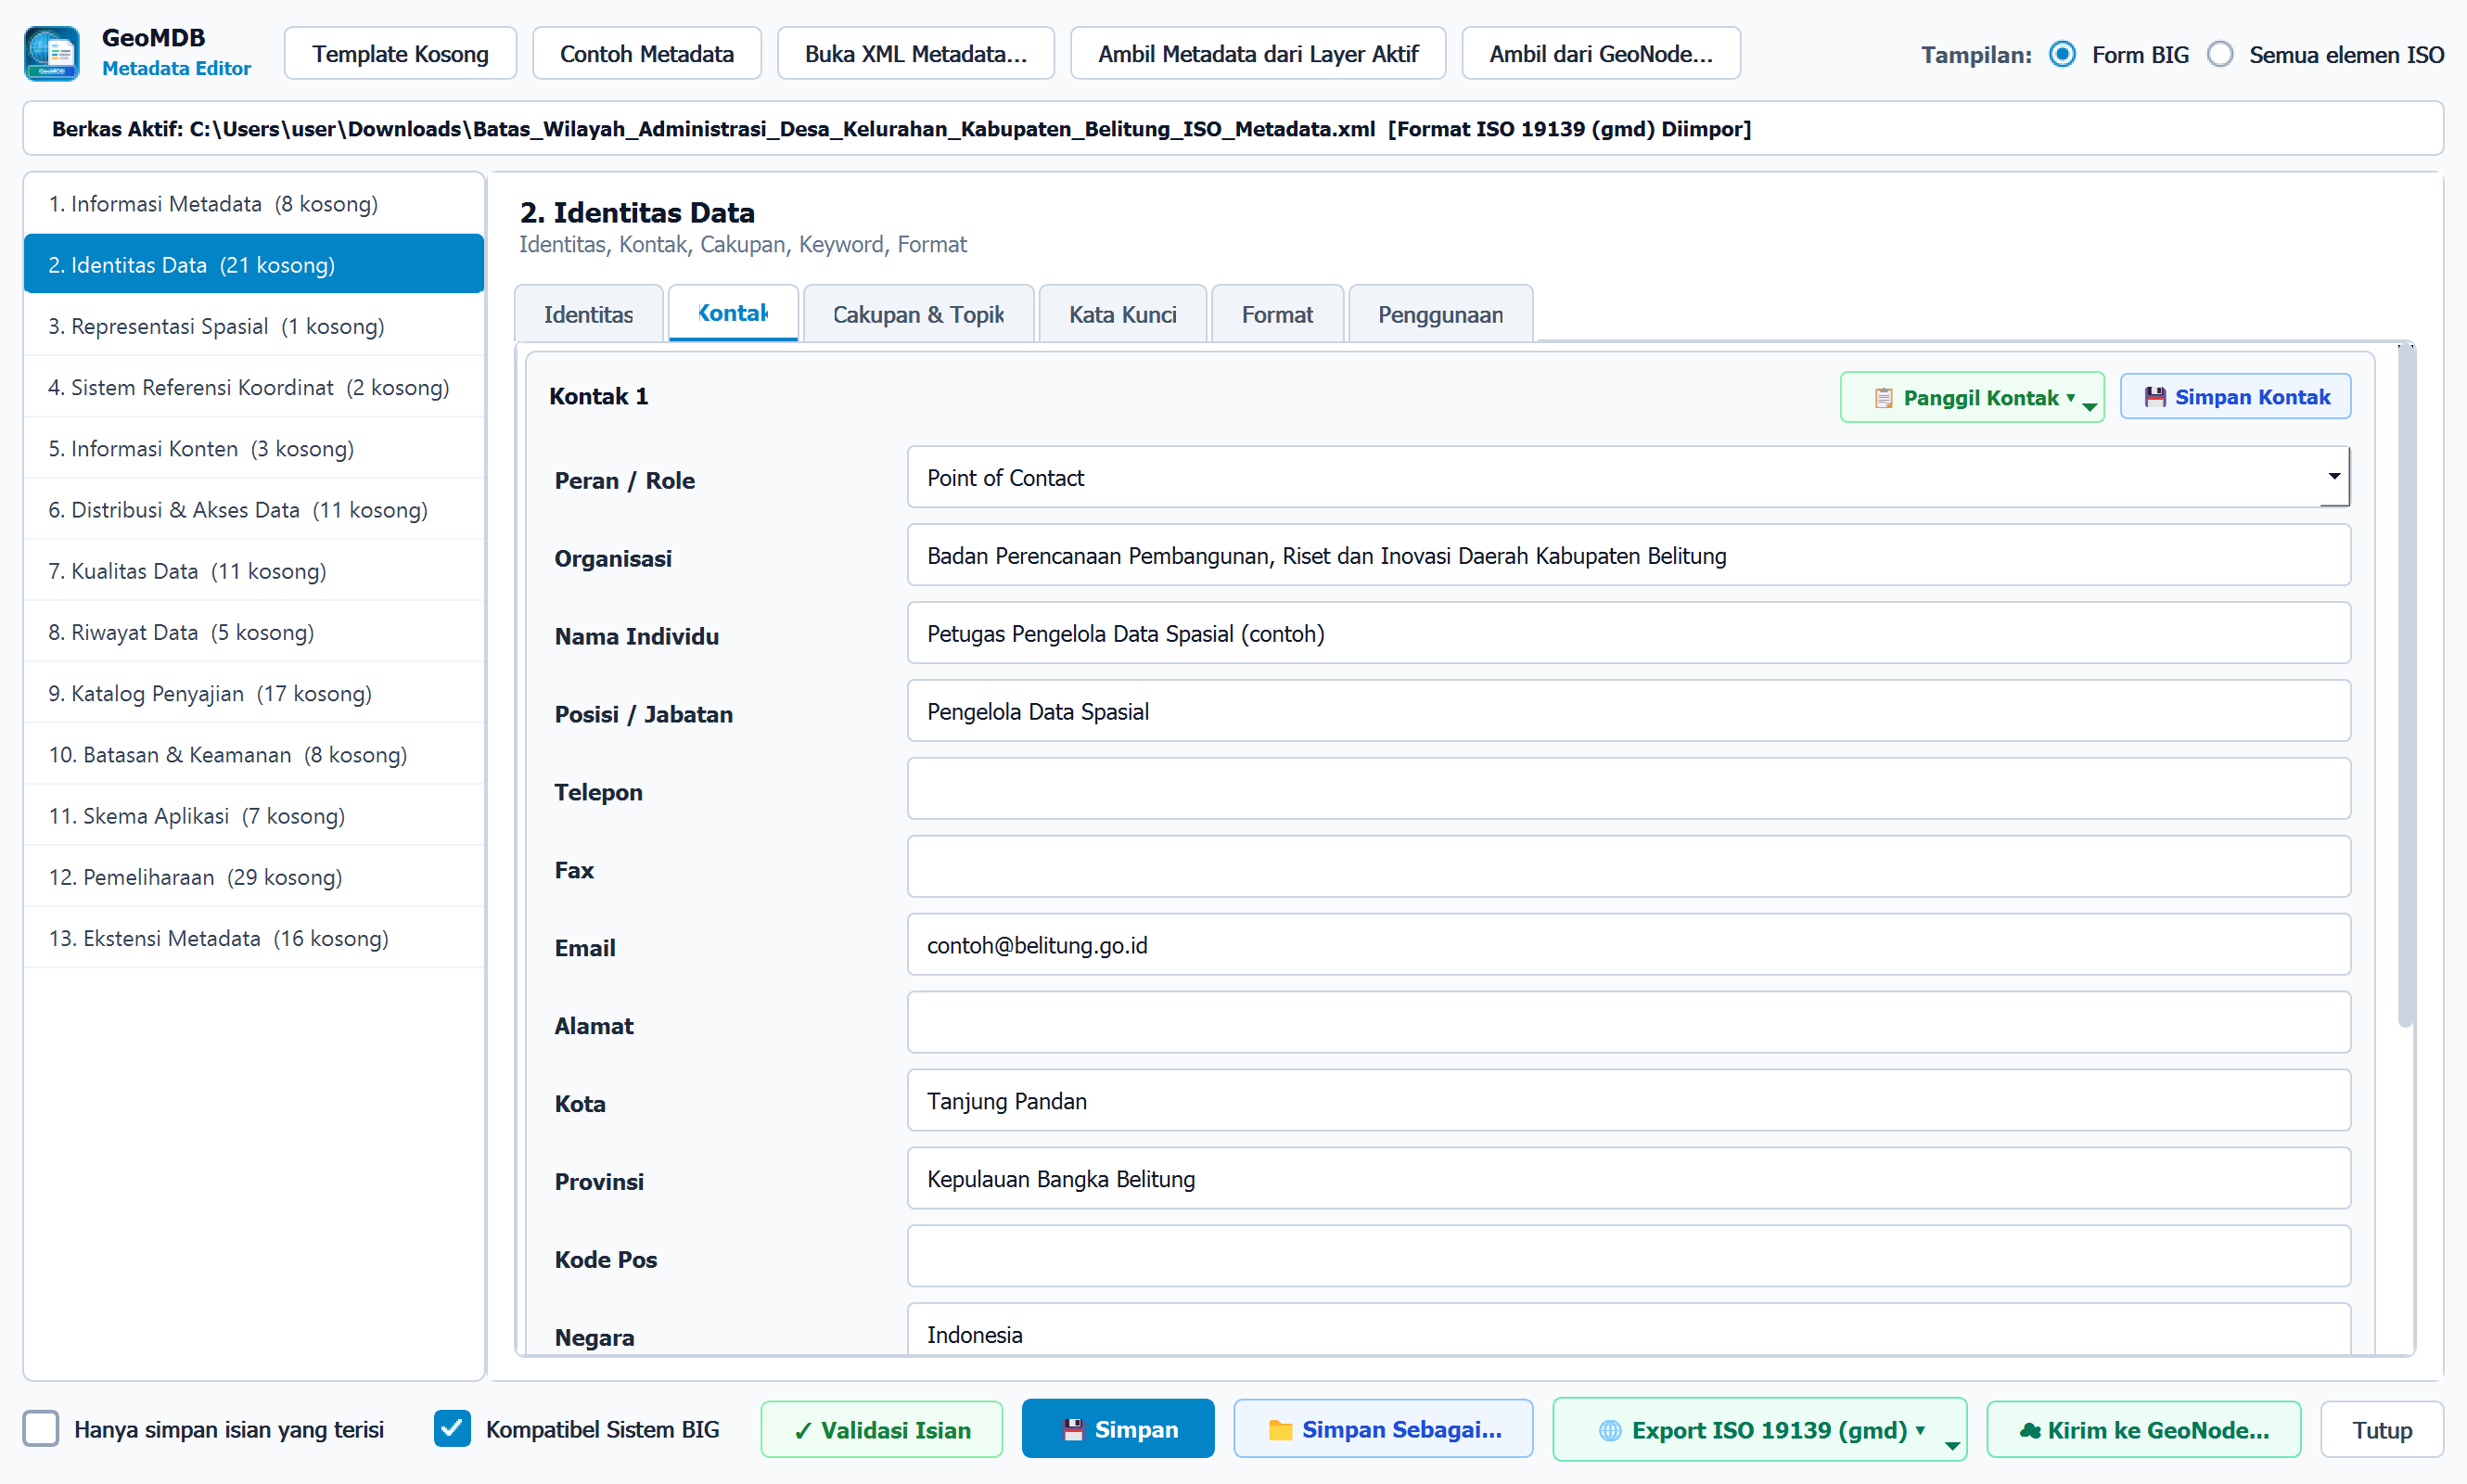 GeoMDB
Metadata Editor
Template Kosong
Contoh Metadata
Buka XML Metadata...
Ambil Metadata dari Layer Aktif
Ambil dari GeoNode...
Tampilan:
Form BIG
Semua elemen ISO
Berkas Aktif: C:\Users\user\Downloads\Batas_Wilayah_Administrasi_Desa_Kelurahan_Kabupaten_Belitung_ISO_Metadata.xml [Format ISO 19139 (gmd) Diimpor]
1. Informasi Metadata (8 kosong)
2. Identitas Data (21 kosong)
3. Representasi Spasial (1 kosong)
4. Sistem Referensi Koordinat (2 kosong)
5. Informasi Konten (3 kosong)
6. Distribusi & Akses Data (11 kosong)
7. Kualitas Data (11 kosong)
8. Riwayat Data (5 kosong)
9. Katalog Penyajian (17 kosong)
10. Batasan & Keamanan (8 kosong)
11. Skema Aplikasi (7 kosong)
12. Pemeliharaan (29 kosong)
13. Ekstensi Metadata (16 kosong)
2. Identitas Data
Identitas, Kontak, Cakupan, Keyword, Format
Identitas
Kontak
Cakupan & Topik
Kata Kunci
Format
Penggunaan
Kontak 1
Panggil Kontak
Simpan Kontak
Peran / Role
Point of Contact
Organisasi
Badan Perencanaan Pembangunan, Riset dan Inovasi Daerah Kabupaten Belitung
Nama Individu
Petugas Pengelola Data Spasial (contoh)
Posisi / Jabatan
Pengelola Data Spasial
Telepon
Fax
Email
contoh@belitung.go.id
Alamat
Kota
Tanjung Pandan
Provinsi
Kepulauan Bangka Belitung
Kode Pos
Negara
Indonesia
Hanya simpan isian yang terisi
Kompatibel Sistem BIG
✓ Validasi Isian
Simpan
Simpan Sebagai...
Export ISO 19139 (gmd)
Kirim ke GeoNode...
Tutup